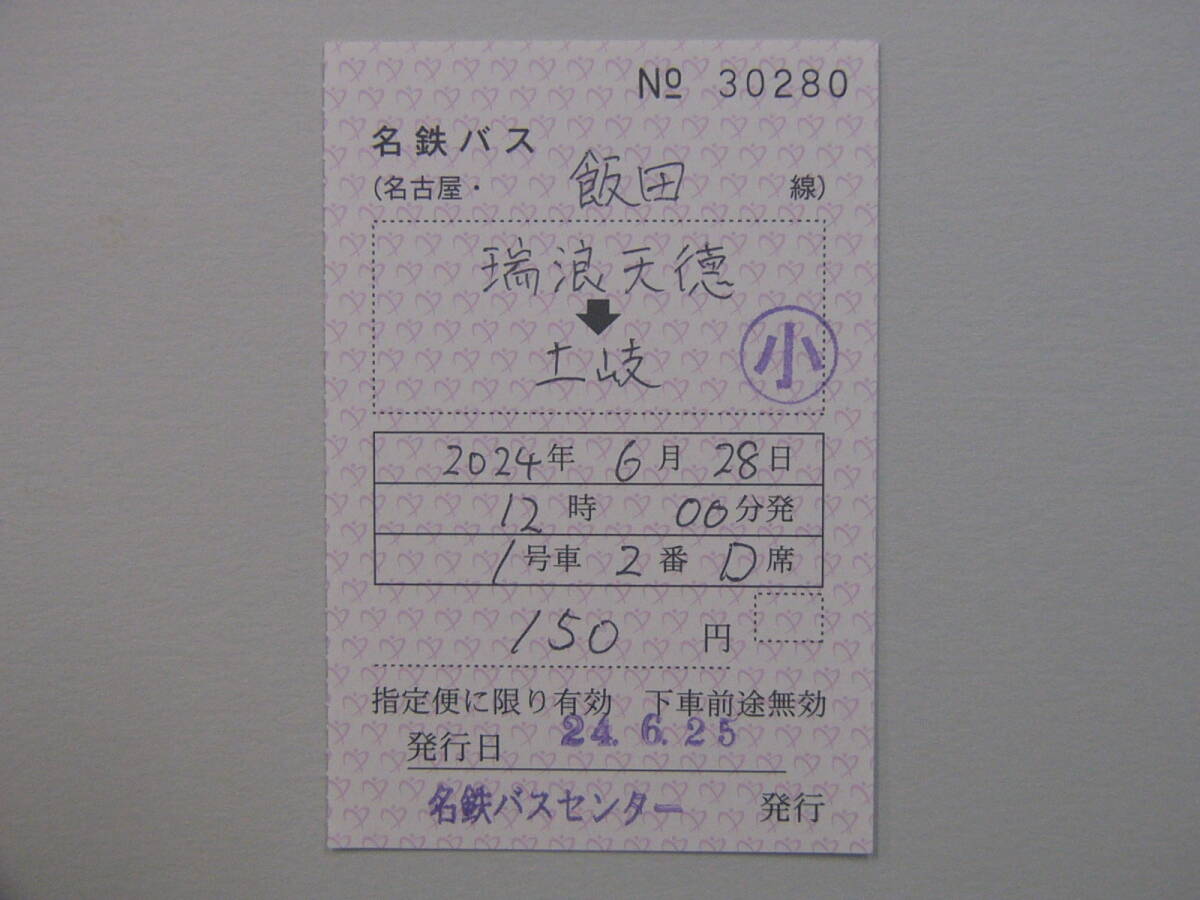 № 30280
名鉄バス
(名古屋・ 飯田 線)
瑞浪天徳
土岐
小
2024年 6月 28日
12時 00分発
1号車 2番 D席
150円
指定便に限り有効 下車前途無効
発行日 24. 6. 25
名鉄バスセンター 発行